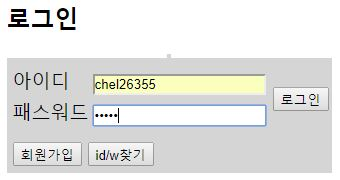 로그인
아이디 chel26355
로그인
패스워드 •••••
회원가입 id/w찾기